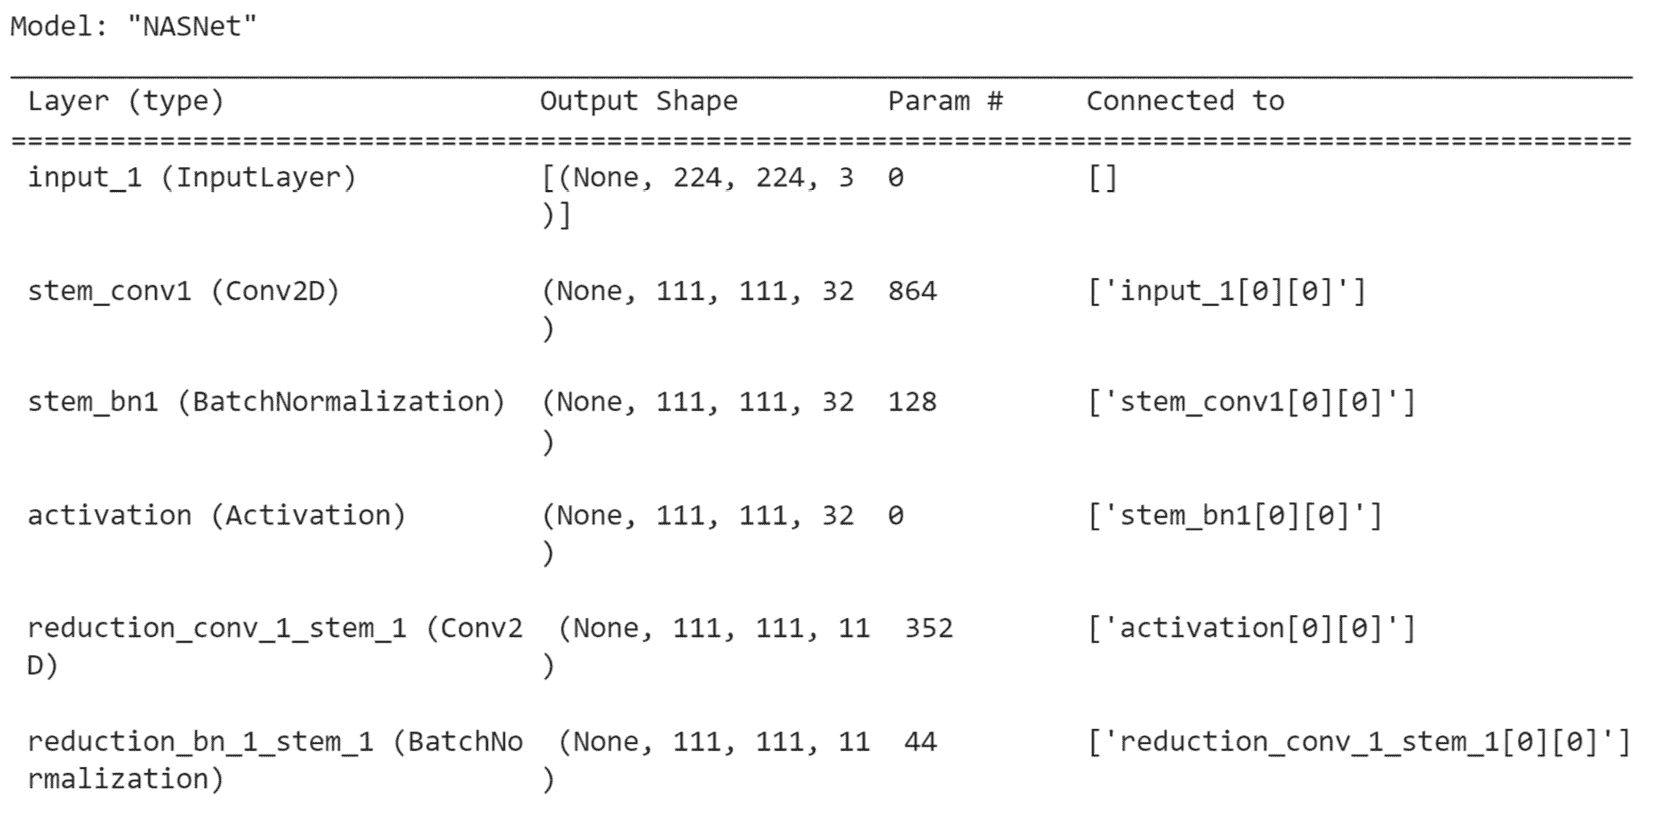 Model: "NASNet"
__________________________________________________________________________________________________
Layer (type) Output Shape Param # Connected to
==================================================================================================
input_1 (InputLayer) [(None, 224, 224, 3 0 []
)]
stem_conv1 (Conv2D) (None, 111, 111, 32 864 ['input_1[0][0]']
)
stem_bn1 (BatchNormalization) (None, 111, 111, 32 128 ['stem_conv1[0][0]']
)
activation (Activation) (None, 111, 111, 32 0 ['stem_bn1[0][0]']
)
reduction_conv_1_stem_1 (Conv2 (None, 111, 111, 11 352 ['activation[0][0]']
D) )
reduction_bn_1_stem_1 (BatchNo (None, 111, 111, 11 44 ['reduction_conv_1_stem_1[0][0]']
rmalization) )